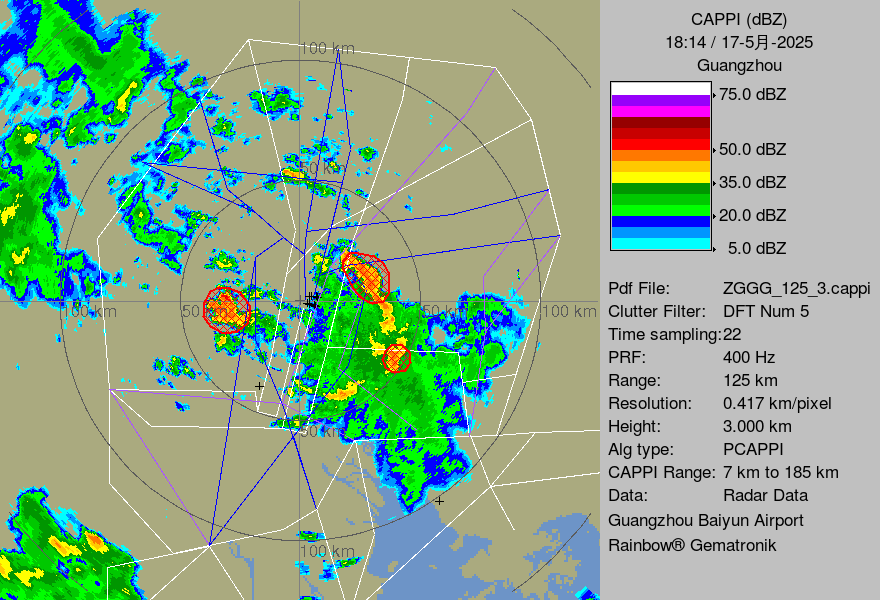 100 km
50 km
100 km
50 km
50 km
100 km
50 km
100 km
CAPPI (dBZ)
18:14 / 17-5月-2025
Guangzhou
75.0 dBZ
50.0 dBZ
35.0 dBZ
20.0 dBZ
5.0 dBZ
Pdf File: ZGGG_125_3.cappi
Clutter Filter: DFT Num 5
Time sampling:22
PRF: 400 Hz
Range: 125 km
Resolution: 0.417 km/pixel
Height: 3.000 km
Alg type: PCAPPI
CAPPI Range: 7 km to 185 km
Data: Radar Data
Guangzhou Baiyun Airport
Rainbow® Gematronik